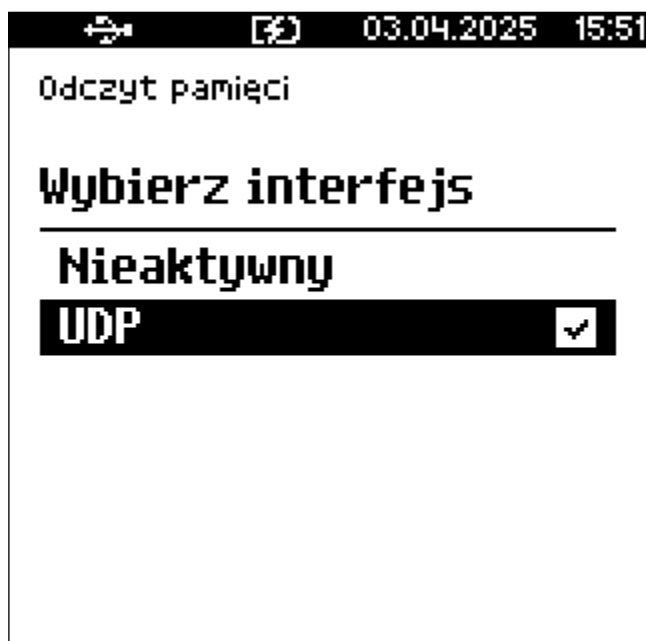 03.04.2025 15:51
Odczyt pamięci
Wybierz interfejs
Nieaktywny
UDP